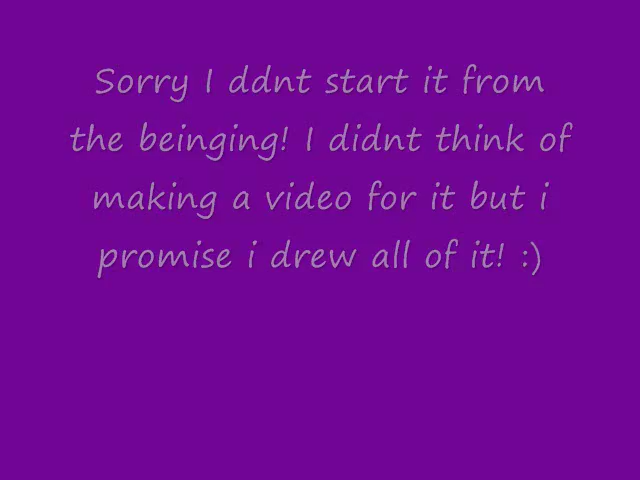 Sorry I ddnt start it from
the beinging! I didnt think of
making a video for it but i
promise i drew all of it! :)